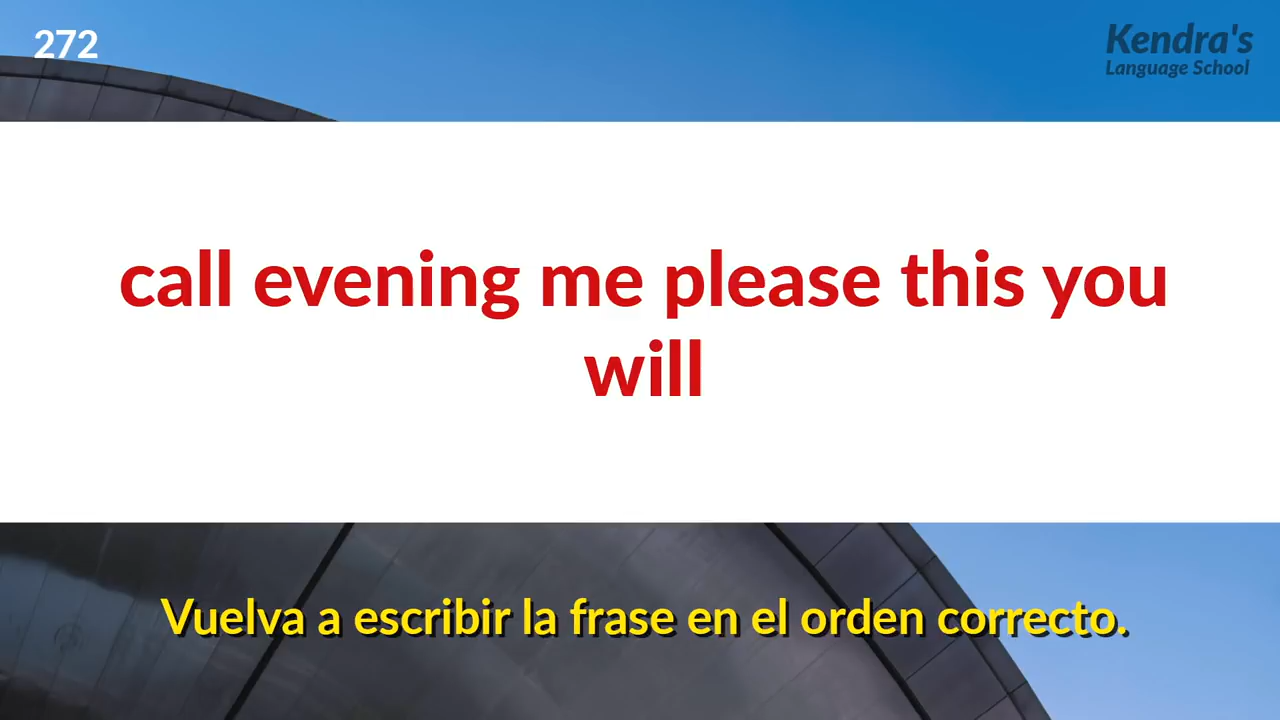 272
Kendra's
Language School
call evening me please this you
will
Vuelva a escribir la frase en el orden correcto.